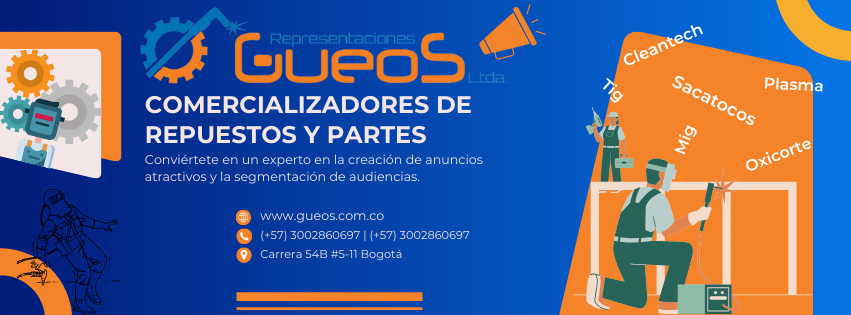 Representaciones
GUEOS
Ltda.
COMERCIALIZADORES DE
REPUESTOS Y PARTES
Conviértete en un experto en la creación de anuncios
atractivos y la segmentación de audiencias.
www.gueos.com.co
(+57) 3002860697 | (+57) 3002860697
Carrera 54B #5-11 Bogotá
Cleantech
Tig
Sacatocos
Plasma
Mig
Oxicorte